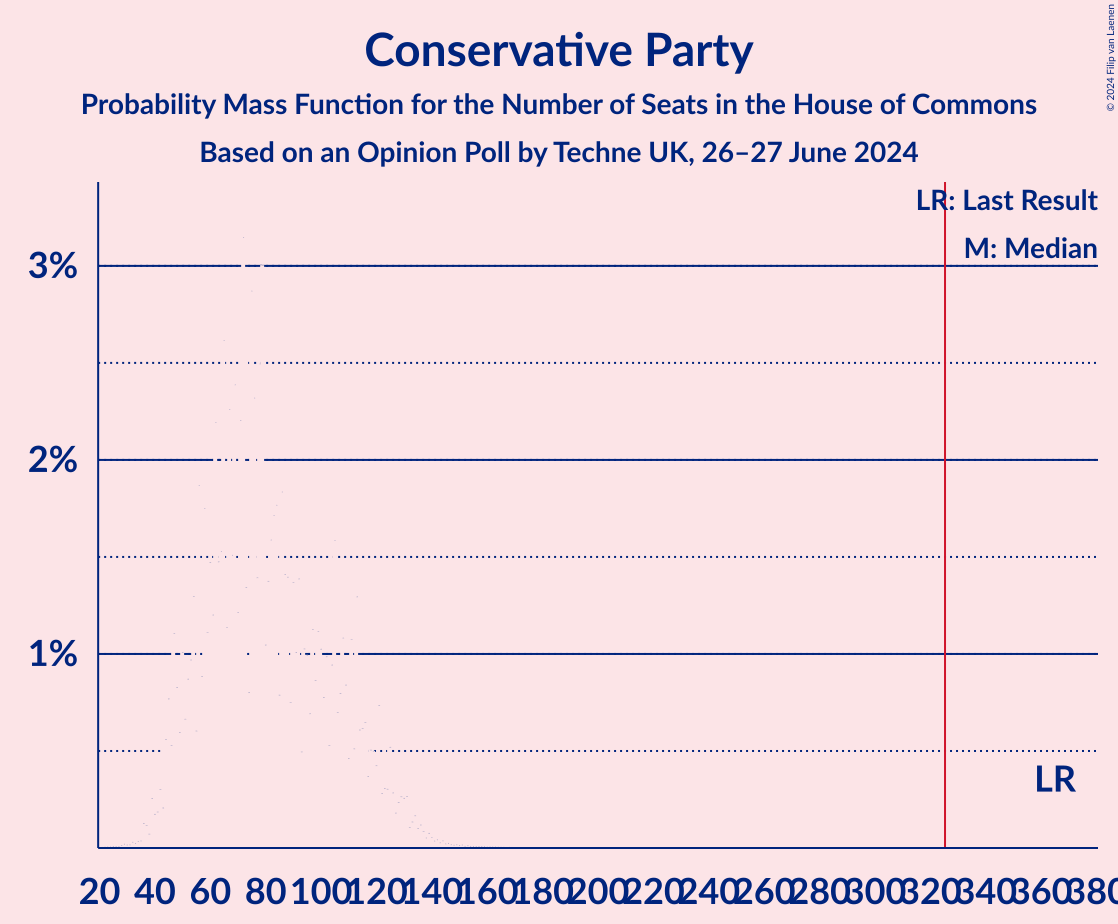 Conservative Party
Probability Mass Function for the Number of Seats in the House of Commons
Based on an Opinion Poll by Techne UK, 26–27 June 2024
© 2024 Filip van Laenen
LR: Last Result
M: Median
3%
2%
1%
LR
20 40 60 80 100 120 140 160 180 200 220 240 260 280 300 320 340 360 380